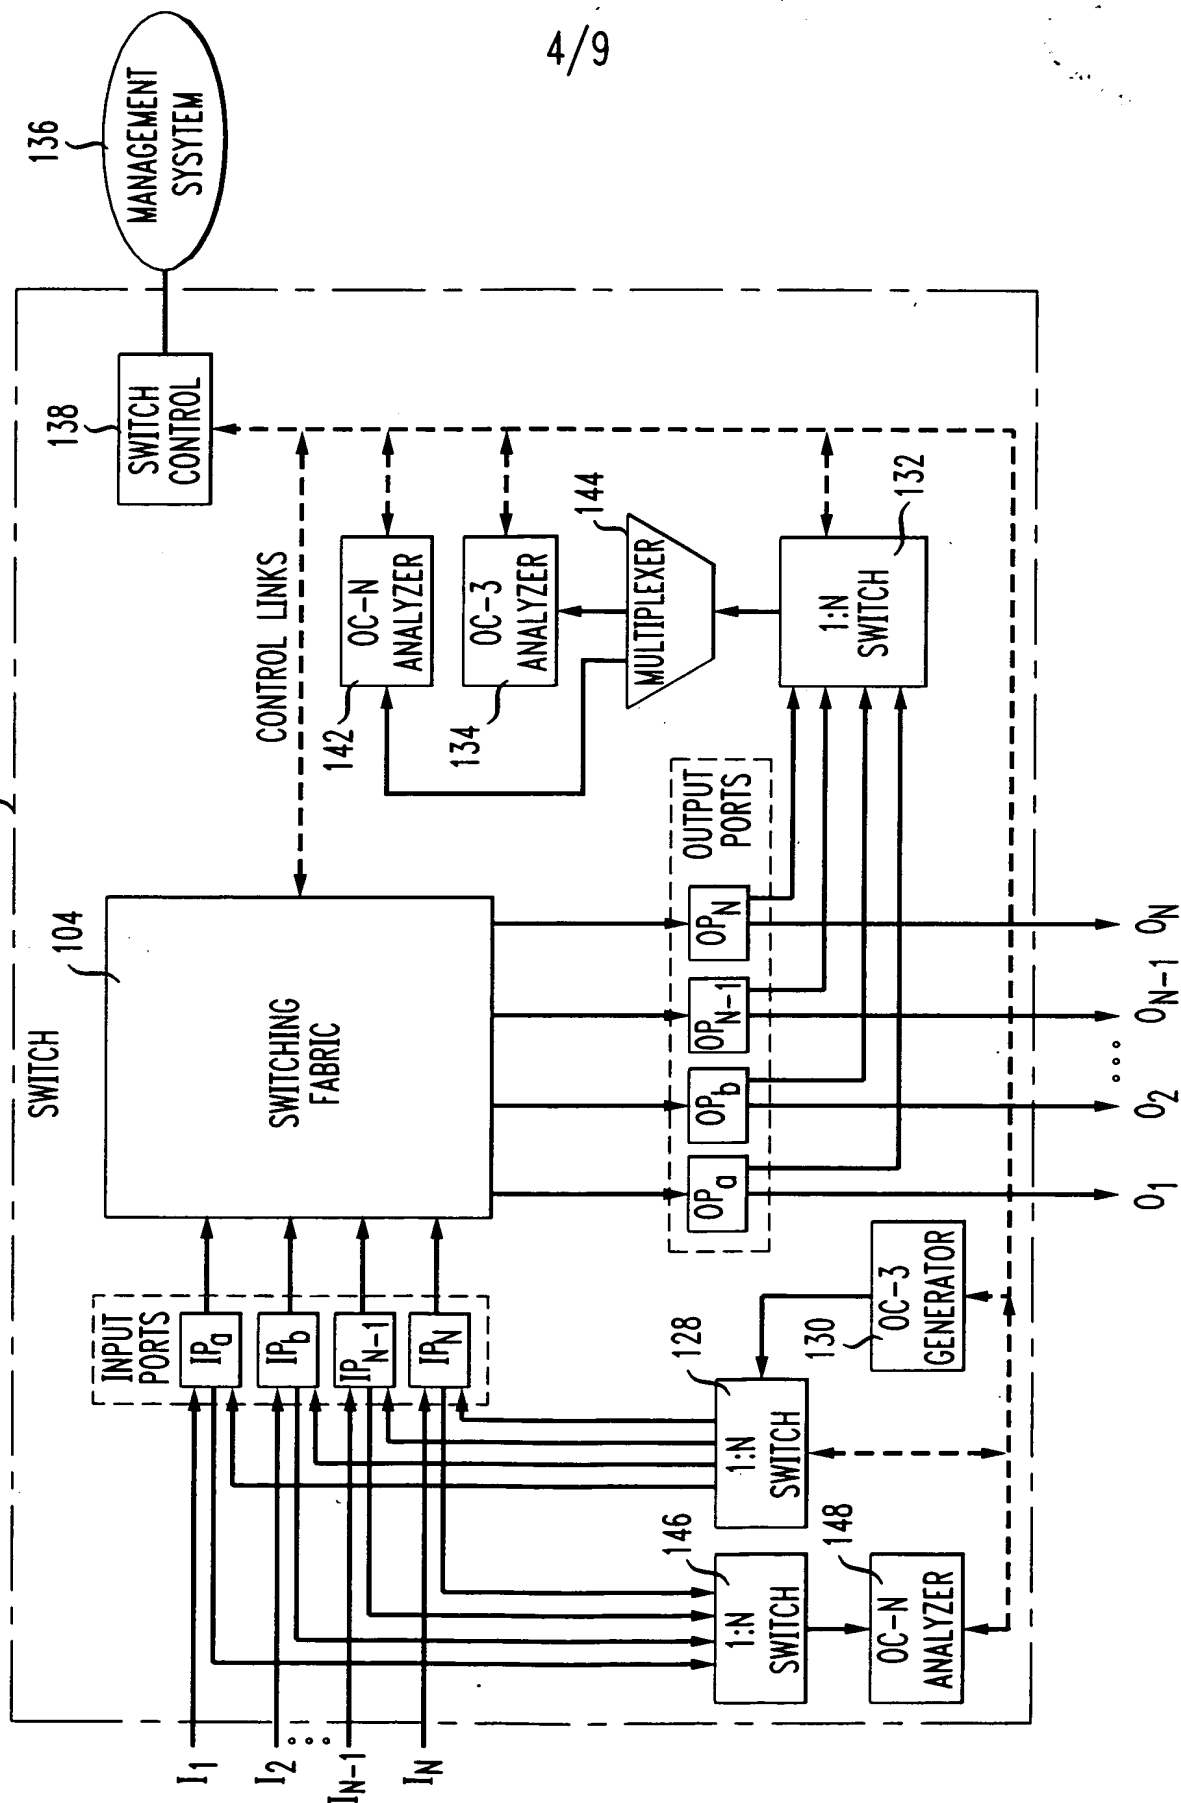 4/9
136
MANAGEMENT
SYSYTEM
138
SWITCH
CONTROL
SWITCH
104
SWITCHING
FABRIC
CONTROL LINKS
142
OC-N
ANALYZER
134
OC-3
ANALYZER
144
MULTIPLEXER
132
1:N
SWITCH
INPUT
PORTS
IPa
IPb
IPN-1
IPN
I1
I2
IN-1
IN
OUTPUT
PORTS
OPN
OPN-1
OPb
OPa
128
1:N
SWITCH
130
OC-3
GENERATOR
146
1:N
SWITCH
148
OC-N
ANALYZER
O1
O2
ON-1
ON